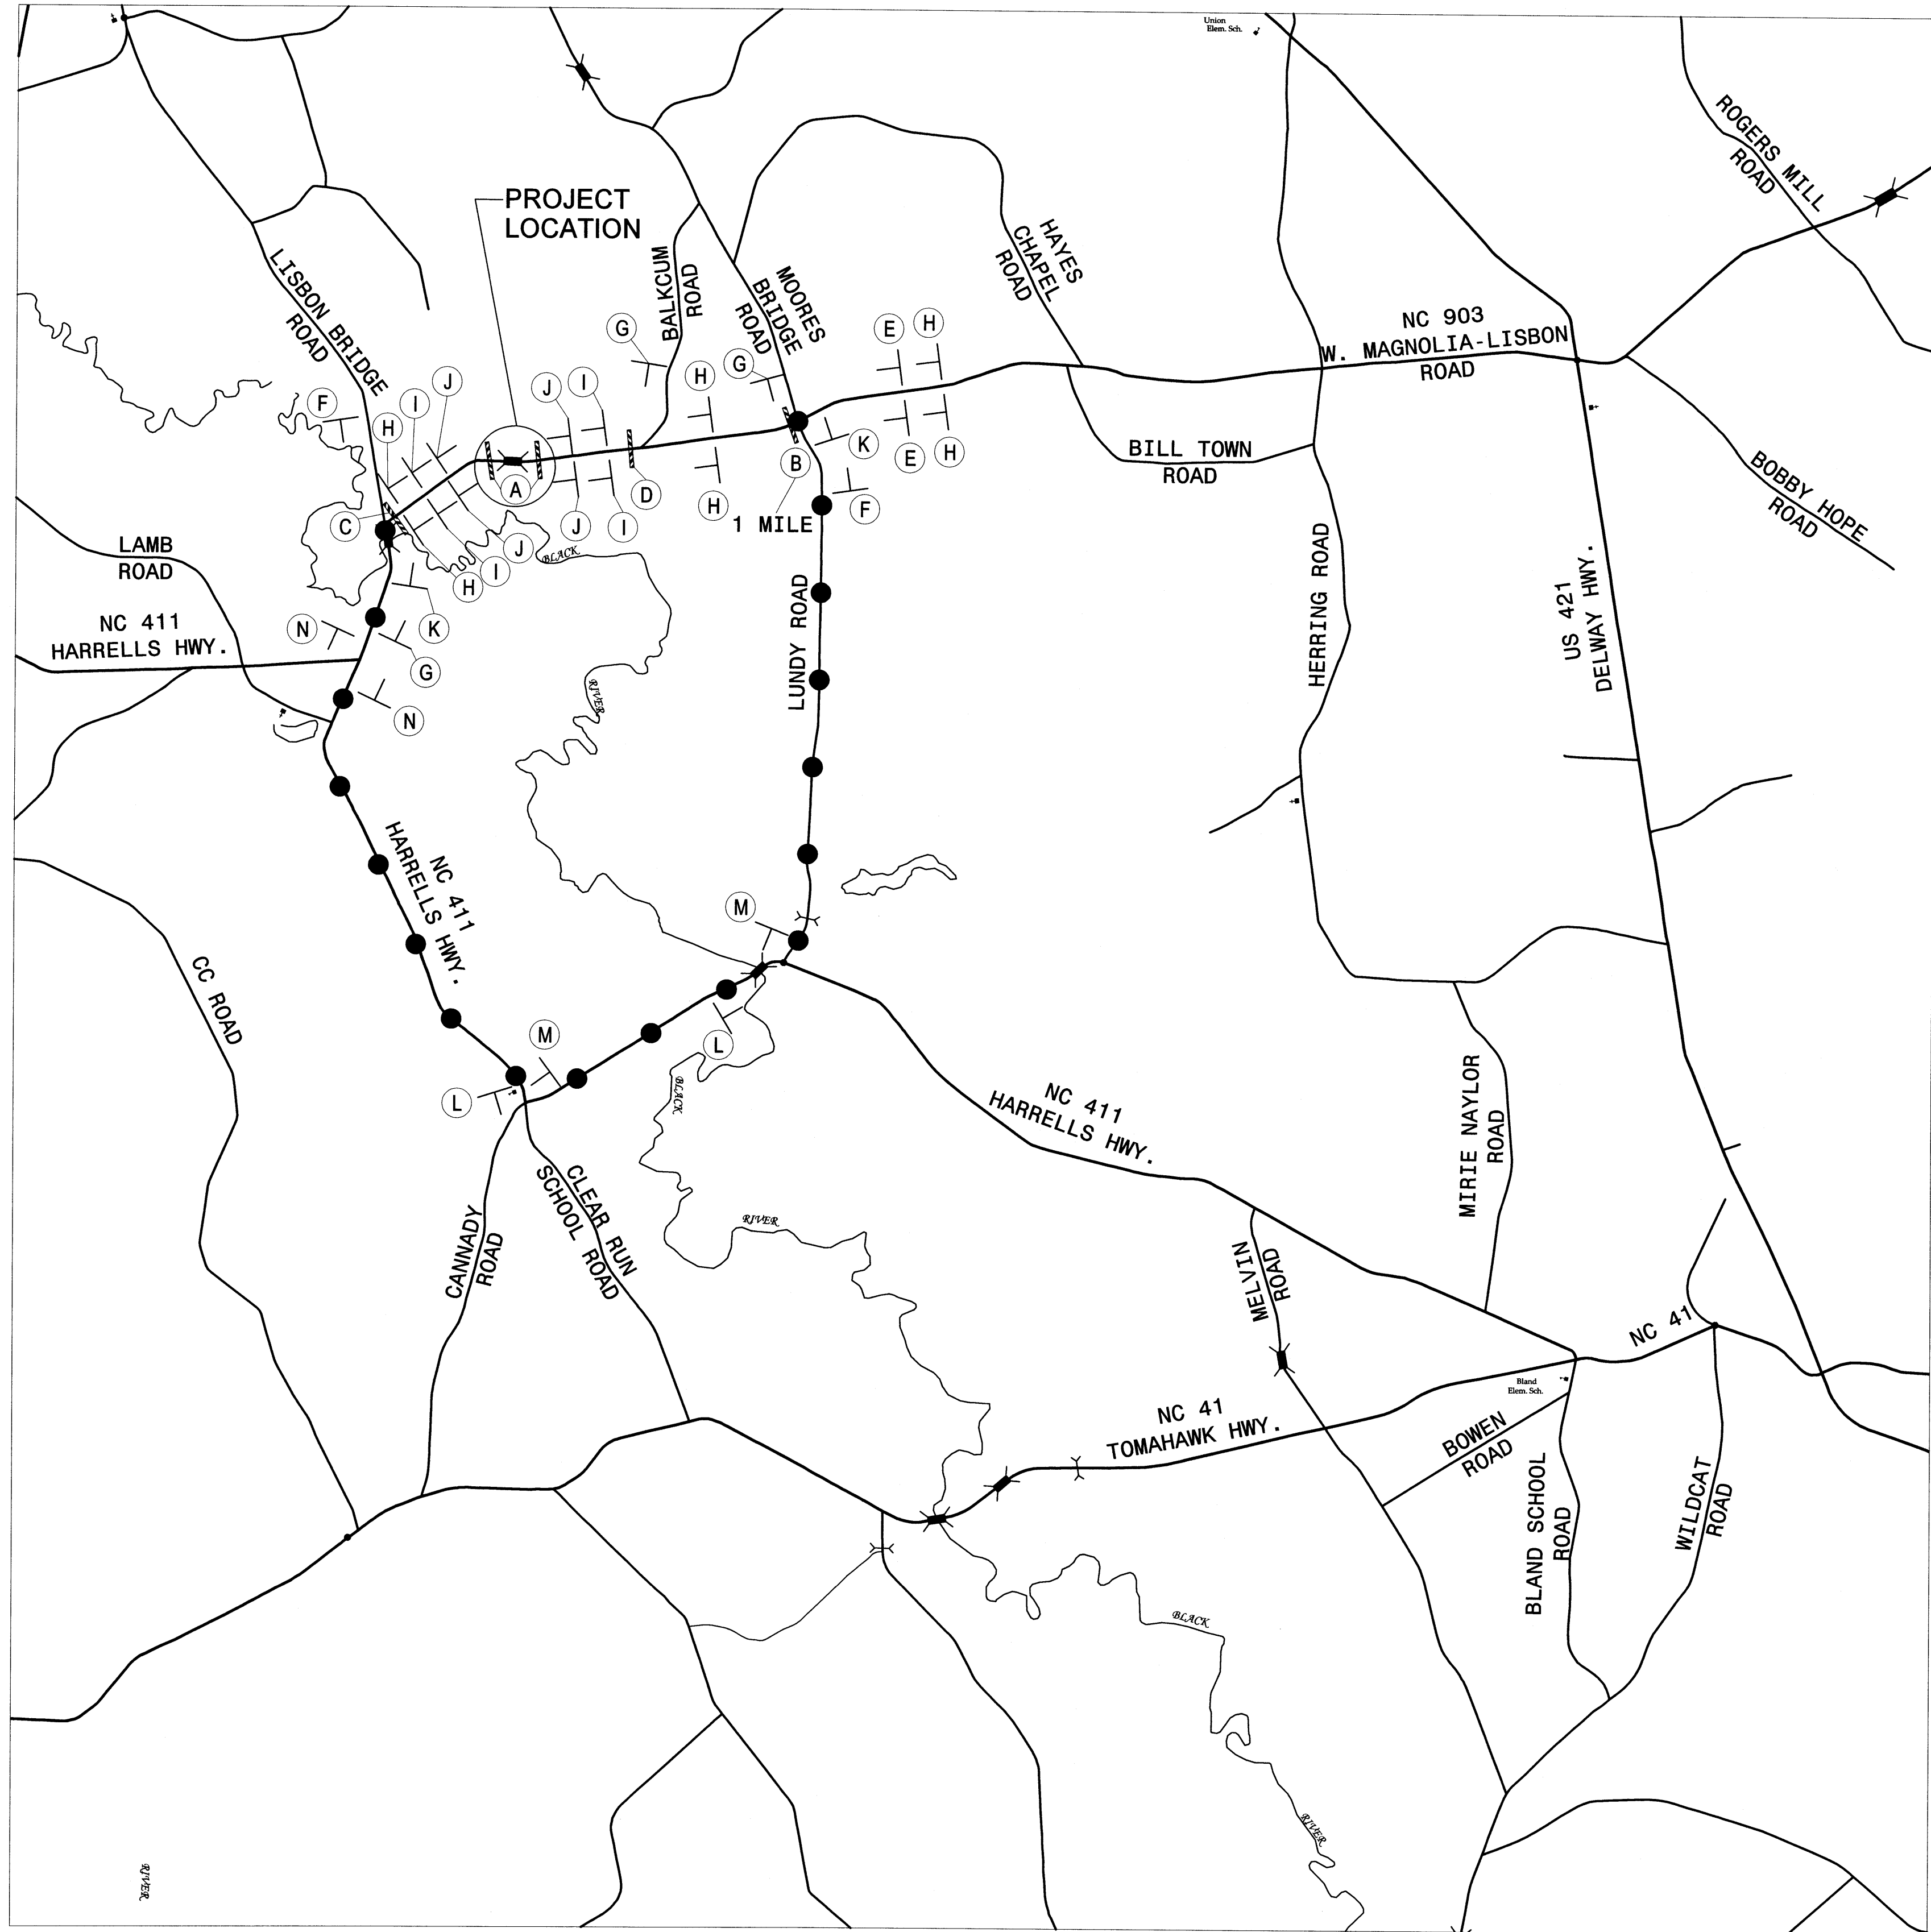 Union
Elem. Sch.
ROGERS MILL
ROAD
PROJECT
LOCATION
HAYES
CHAPEL
ROAD
LISBON BRIDGE
ROAD
BALKCUM
ROAD
MOORES
BRIDGE
ROAD
NC 903
W. MAGNOLIA-LISBON
ROAD
G
E
H
G
H
J
I
J
I
F
H
K
B
E
H
A
D
C
H
J
I
F
1 MILE
J
I
H
K
N
G
N
BILL TOWN
ROAD
BOBBY HOPE
ROAD
LAMB
ROAD
NC 411
HARRELLS HWY.
BLACK
RIVER
LUNDY ROAD
HERRING ROAD
US 421
DELWAY HWY.
NC 411
HARRELLS HWY.
CC ROAD
M
M
L
L
BLACK
RIVER
NC 411
HARRELLS HWY.
MIRIE NAYLOR
ROAD
CANNADY
ROAD
CLEAR RUN
SCHOOL ROAD
MELVIN
ROAD
NC 41
Bland
Elem. Sch.
NC 41
TOMAHAWK HWY.
BOWEN
ROAD
BLAND SCHOOL
ROAD
WILDCAT
ROAD
BLACK
RIVER
RIVER